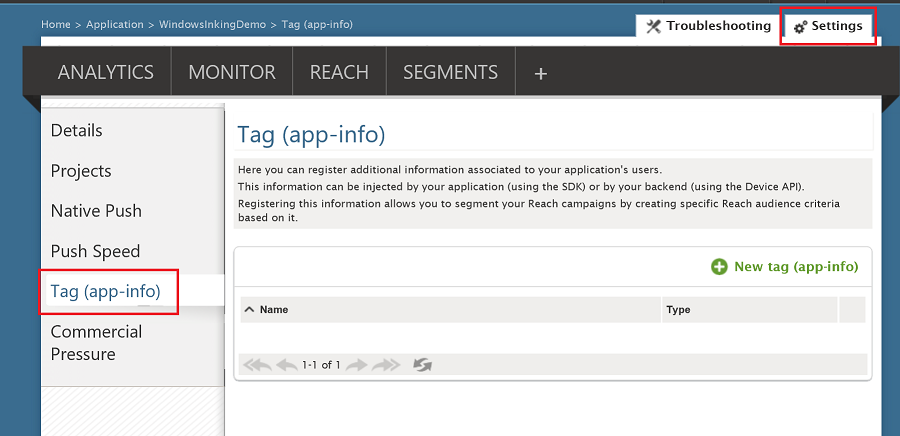 Home > Application > WindowsInkingDemo > Tag (app-info)
Troubleshooting
Settings
ANALYTICS
MONITOR
REACH
SEGMENTS
+
Details
Projects
Native Push
Push Speed
Tag (app-info)
Commercial
Pressure
Tag (app-info)
Here you can register additional information associated to your application's users.
This information can be injected by your application (using the SDK) or by your backend (using the Device API).
Registering this information allows you to segment your Reach campaigns by creating specific Reach audience criteria
based on it.
New tag (app-info)
Name
Type
1-1 of 1